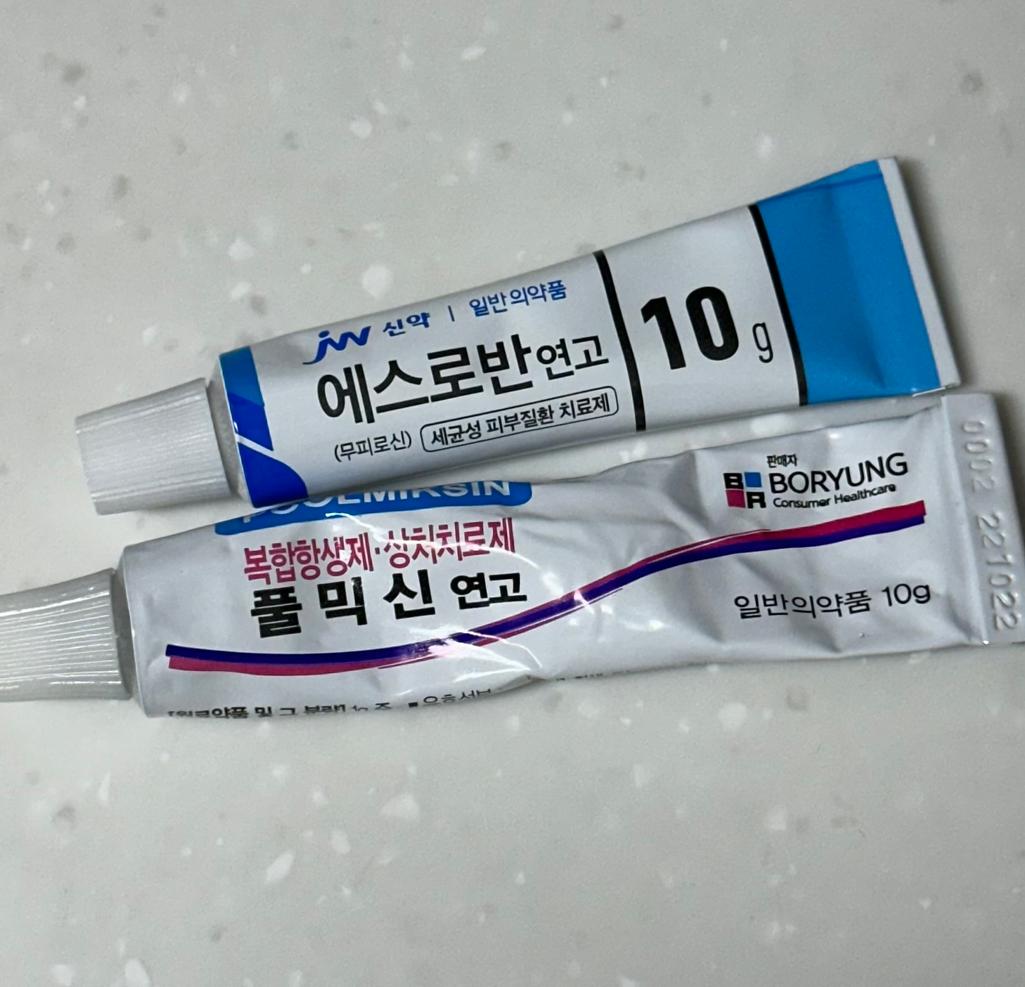 jw 신약 | 일반의약품
에스로반연고
(무피로신) 세균성 피부질환 치료제
10 g
복합항생제·상처치료제
풀믹신 연고
판매자
BR BORYUNG
Consumer Healthcare
일반의약품 10g
0002 221022